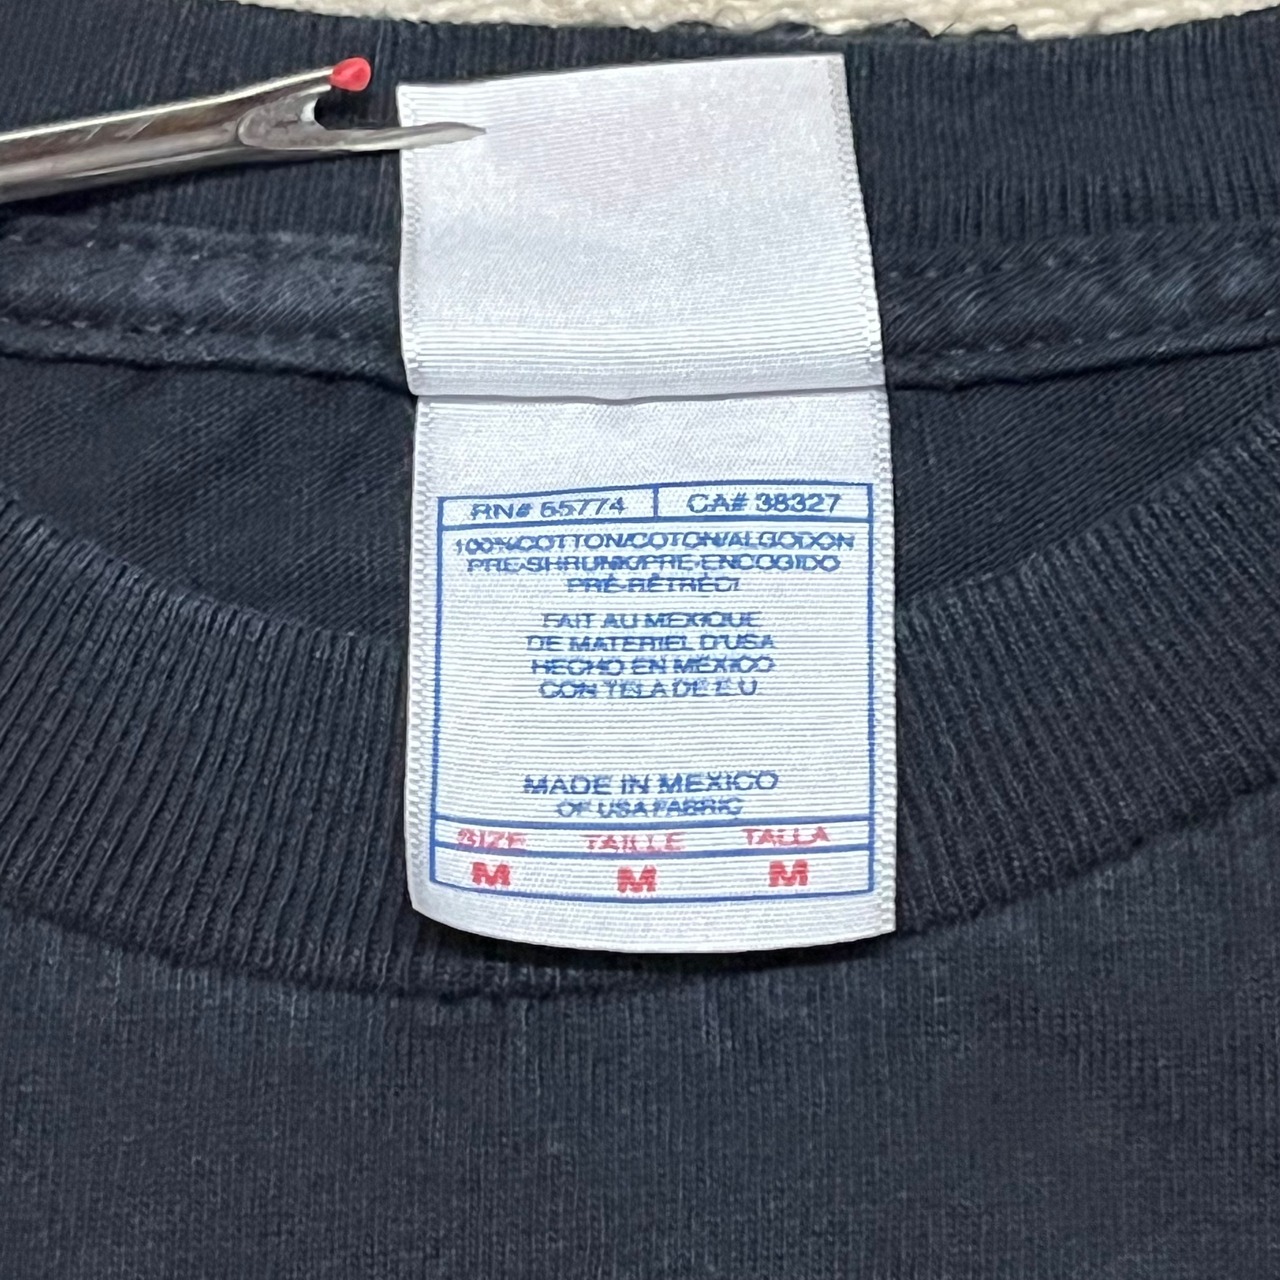 RN# 55774 CA# 38327
100%COTTON/COTON/ALGODON
PRE-SHRUNK/PRE-ENCOGIDO
PRÉ-RÉTRÉCI
FAIT AU MEXIQUE
DE MATERIEL D'USA
HECHO EN MEXICO
CON TELA DE E.U.
MADE IN MEXICO
OF USA FABRIC
SIZE TAILLE TALLA
M M M